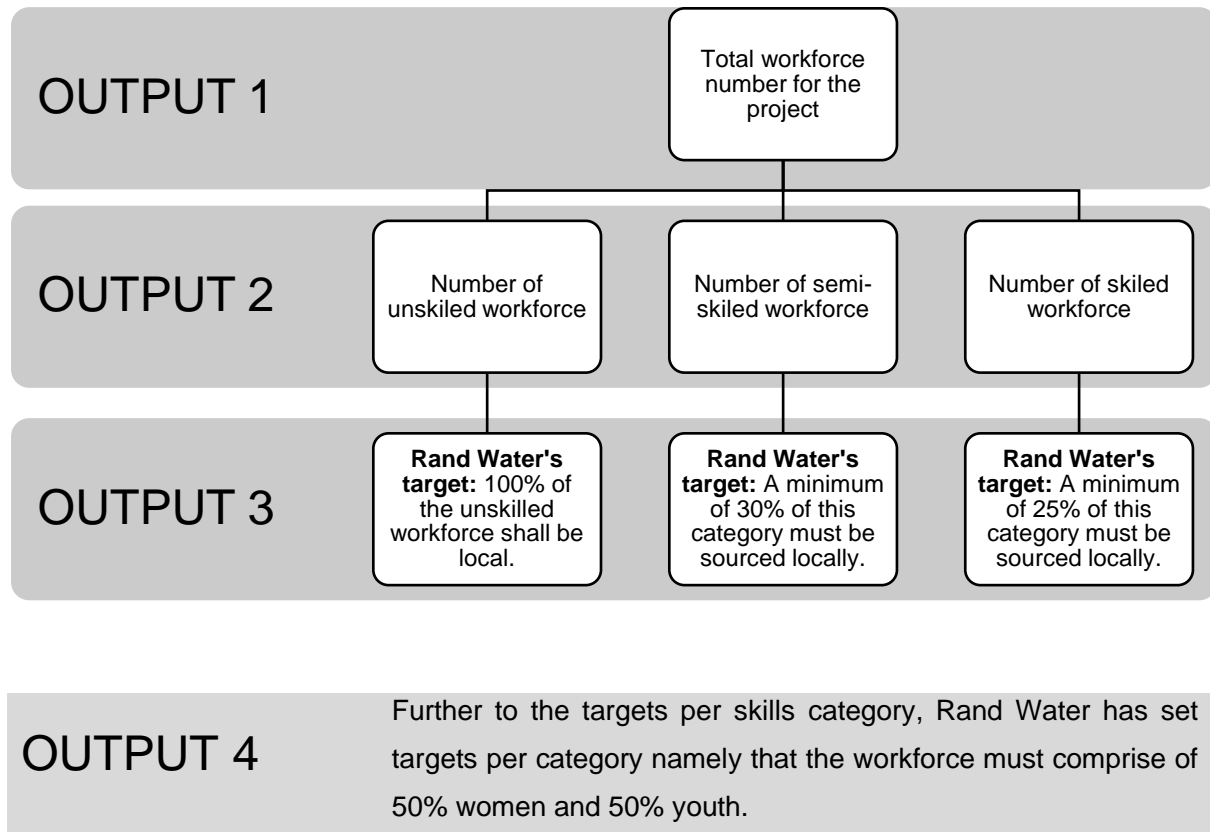 OUTPUT 1
Total workforce
number for the
project
OUTPUT 2
Number of
unskiled workforce
Number of semi-
skiled workforce
Number of skiled
workforce
OUTPUT 3
Rand Water's
target: 100% of
the unskilled
workforce shall be
local.
Rand Water's
target: A minimum
of 30% of this
category must be
sourced locally.
Rand Water's
target: A minimum
of 25% of this
category must be
sourced locally.
OUTPUT 4
Further to the targets per skills category, Rand Water has set
targets per category namely that the workforce must comprise of
50% women and 50% youth.